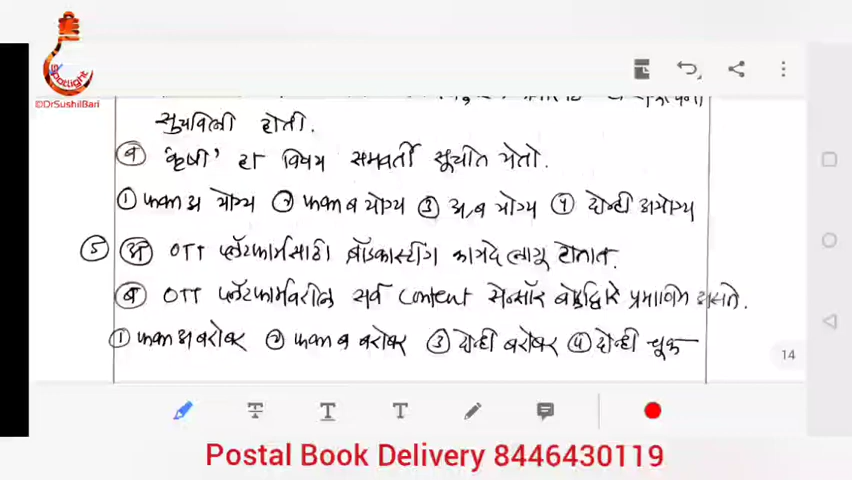 Spotlight
©DrSushilBari
सुचविली होती.
ब 'कृषी' हा विषय समवर्ती सूचीत येतो.
① फक्त अ योग्य ② फक्त ब योग्य ③ अ,ब योग्य ④ दोन्ही अयोग्य
⑤ अ OTT प्लॅटफार्मसाठी ब्रॉडकास्टींग कायदे लागू होतात.
ब OTT प्लॅटफार्मवरील सर्व Content सेन्सॉर बोर्डाद्वारे प्रमाणित असते.
① फक्त अ बरोबर ② फक्त ब बरोबर ③ दोन्ही बरोबर ④ दोन्ही चूक
14
Postal Book Delivery 8446430119